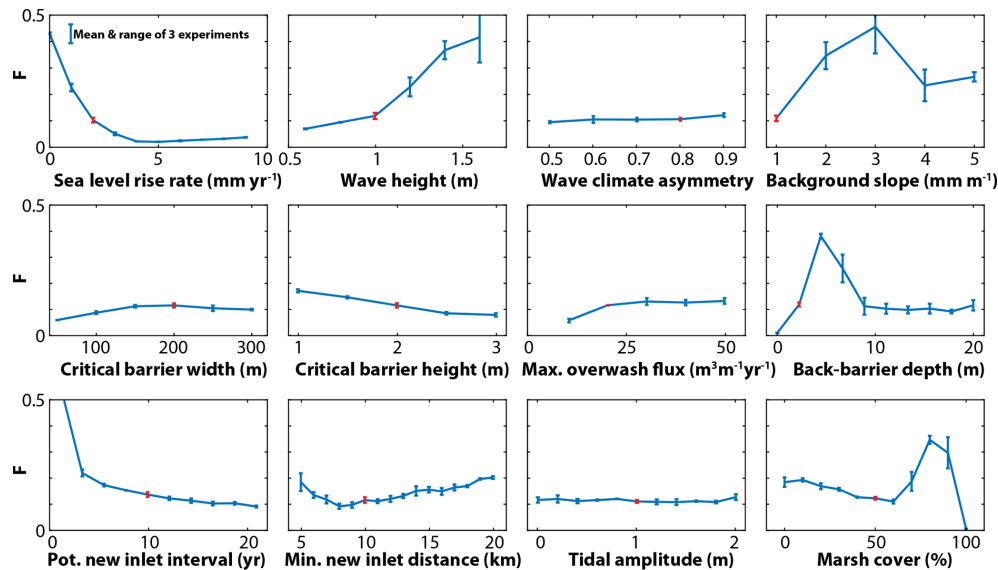 0.5
Mean & range of 3 experiments
F
0
0 5 10 0.5 1 1.5 0.5 0.6 0.7 0.8 0.9 1 2 3 4 5
Sea level rise rate (mm yr⁻¹) Wave height (m) Wave climate asymmetry Background slope (mm m⁻¹)
0.5
F
0
100 200 300 1 2 3 0 25 50 0 10 20
Critical barrier width (m) Critical barrier height (m) Max. overwash flux (m³m⁻¹yr⁻¹) Back-barrier depth (m)
0.5
F
0
0 10 20 5 10 15 20 0 1 2 0 50 100
Pot. new inlet interval (yr) Min. new inlet distance (km) Tidal amplitude (m) Marsh cover (%)